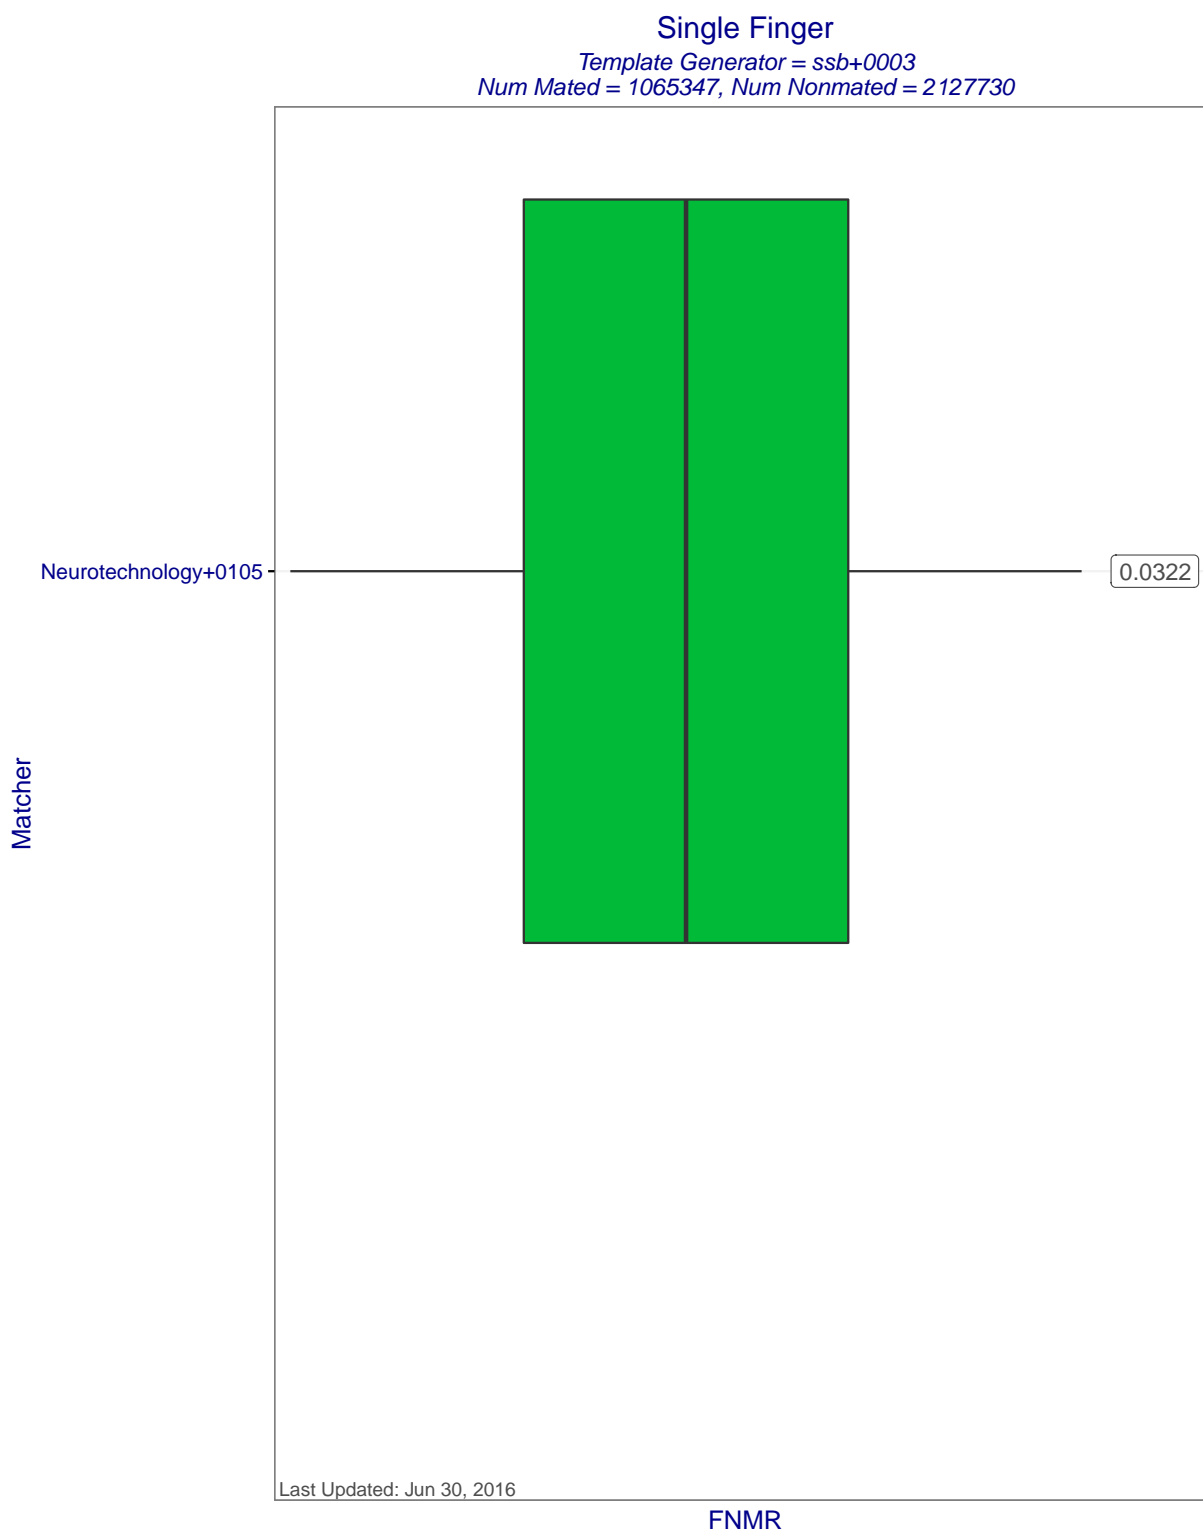 Single Finger
Template Generator = ssb+0003
Num Mated = 1065347, Num Nonmated = 2127730
Neurotechnology+0105
0.0322
Matcher
Last Updated: Jun 30, 2016
FNMR